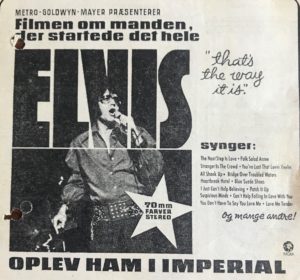 METRO-GOLDWYN-MAYER PRÆSENTERER
Filmen om manden,
der startede det hele
ELVIS
"that's
the way
it is".
synger:
The Next Step Is Love • Polk Salad Annie
Stranger In The Crowd • You've Lost That Lovin' Feelin'
All Shook Up • Bridge Over Troubled Waters
Heartbreak Hotel • Blue Suede Shoes
I Just Can't Help Believing • Patch It Up
Suspicious Minds • Can't Help Falling In Love With You
You Don't Have To Say You Love Me • Love Me Tender
og mange andre!
70mm
FARVER
STEREO
MGM
OPLEV HAM I IMPERIAL